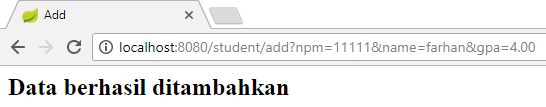 Add
localhost:8080/student/add?npm=11111&name=farhan&gpa=4.00
Data berhasil ditambahkan